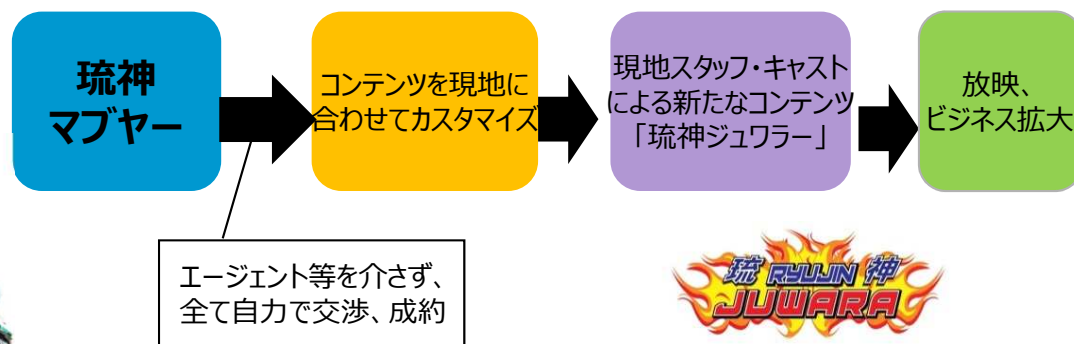 琉神
マブヤー
コンテンツを現地に
合わせてカスタマイズ
現地スタッフ・キャスト
による新たなコンテンツ
「琉神ジュワラー」
放映、
ビジネス拡大
エージェント等を介さず、
全て自力で交渉、成約
琉 RYUJIN 神
JUWARA